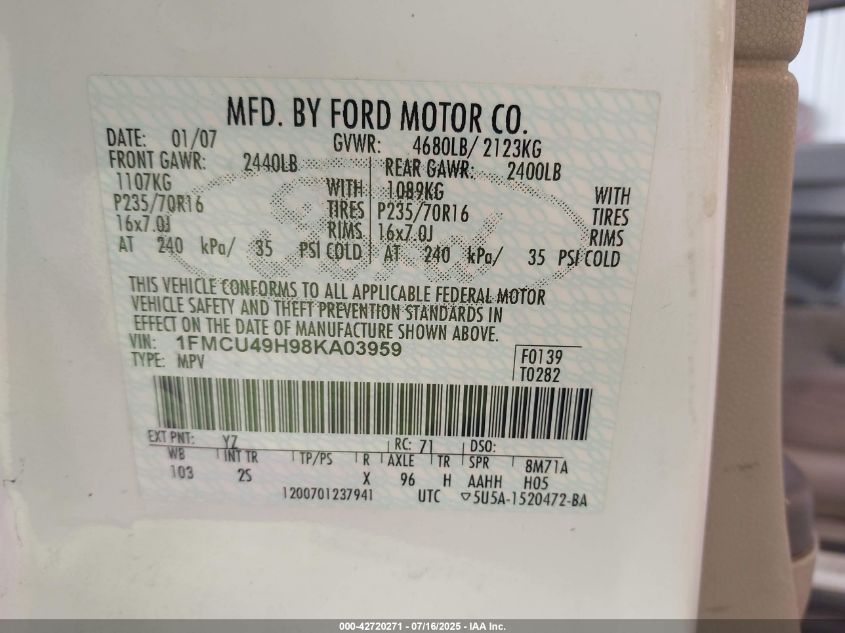 MFD. BY FORD MOTOR CO.
DATE: 01/07 GVWR: 4680LB/ 2123KG
FRONT GAWR: 2440LB REAR GAWR: 2400LB
1107KG WITH 1089KG WITH
P235/70R16 TIRES P235/70R16 TIRES
16x7.0J RIMS 16x7.0J RIMS
AT 240 kPa/ 35 PSI COLD AT 240 kPa/ 35 PSI COLD
THIS VEHICLE CONFORMS TO ALL APPLICABLE FEDERAL MOTOR
VEHICLE SAFETY AND THEFT PREVENTION STANDARDS IN
EFFECT ON THE DATE OF MANUFACTURE SHOWN ABOVE.
VIN: 1FMCU49H98KA03959
TYPE: MPV
F0139
T0282
EXT PNT: YZ RC: 71 DSO:
WB INT TR TP/PS R AXLE TR SPR 8M71A
103 2S X 96 H AAHH H05
1200701237941 UTC ▽5U5A-1520472-BA
000-42720271 - 07/16/2025 - IAA Inc.